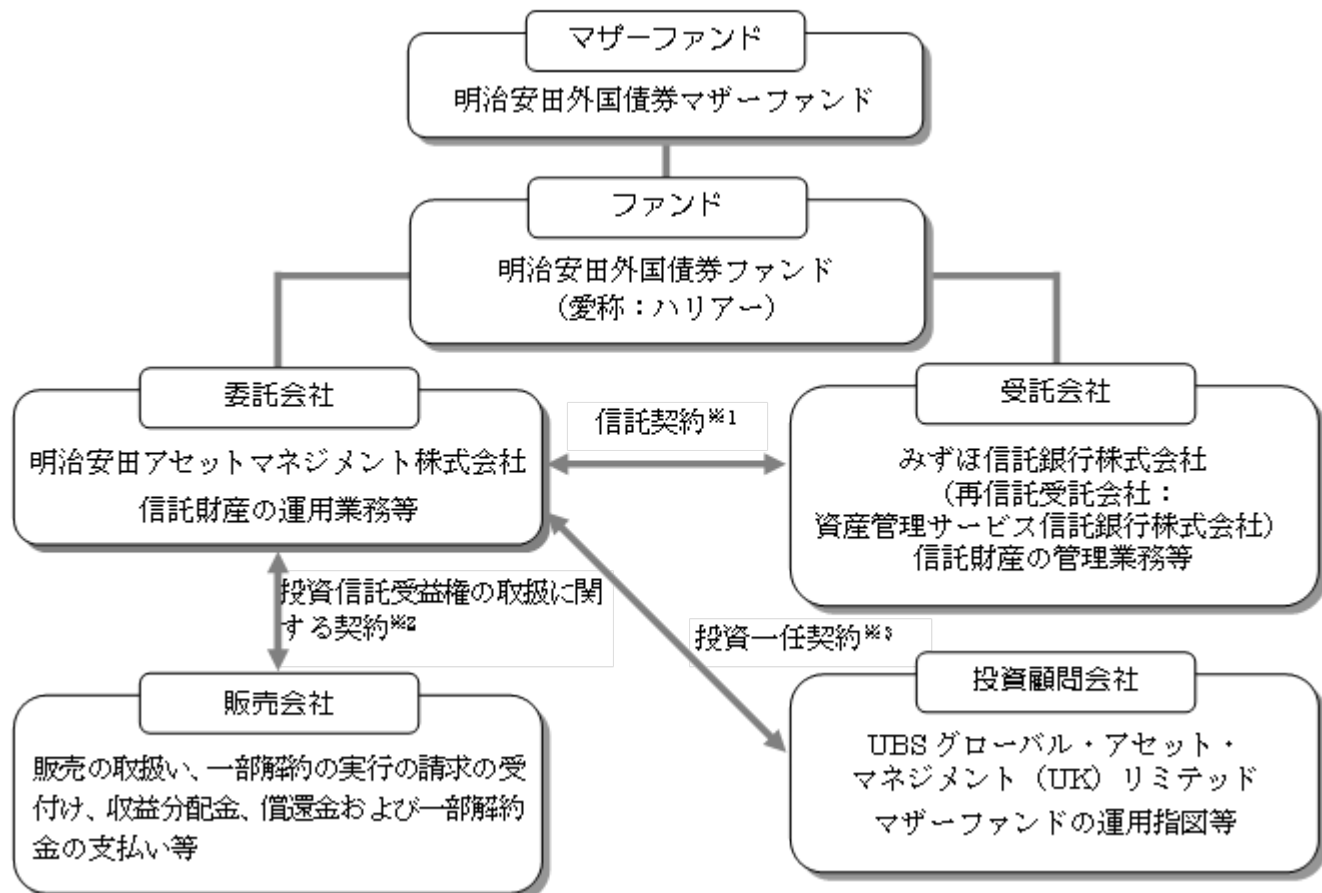 マザーファンド
明治安田外国債券マザーファンド
ファンド
明治安田外国債券ファンド
（愛称：ハリアー）
委託会社
明治安田アセットマネジメント株式会社
信託財産の運用業務等
信託契約※1
受託会社
みずほ信託銀行株式会社
（再信託受託会社：
資産管理サービス信託銀行株式会社）
信託財産の管理業務等
投資信託受益権の取扱に関
する契約※2
投資一任契約※3
販売会社
販売の取扱い、一部解約の実行の請求の受
付け、収益分配金、償還金および一部解約
金の支払い等
投資顧問会社
UBS グローバル・アセット・
マネジメント（UK）リミテッド
マザーファンドの運用指図等